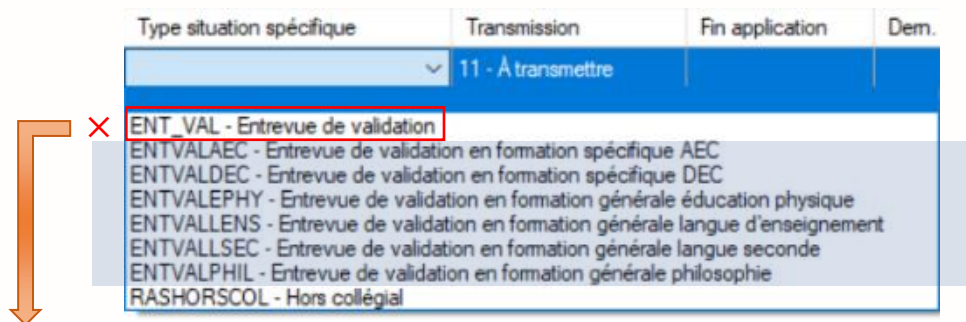 Type situation spécifique Transmission Fin application Dern.
11 - À transmettre
ENT_VAL - Entrevue de validation
ENTVALAEC - Entrevue de validation en formation spécifique AEC
ENTVALDEC - Entrevue de validation en formation spécifique DEC
ENTVALEPHY - Entrevue de validation en formation générale éducation physique
ENTVALLENS - Entrevue de validation en formation générale langue d'enseignement
ENTVALLSEC - Entrevue de validation en formation générale langue seconde
ENTVALPHIL - Entrevue de validation en formation générale philosophie
RASHORSCOL - Hors collégial